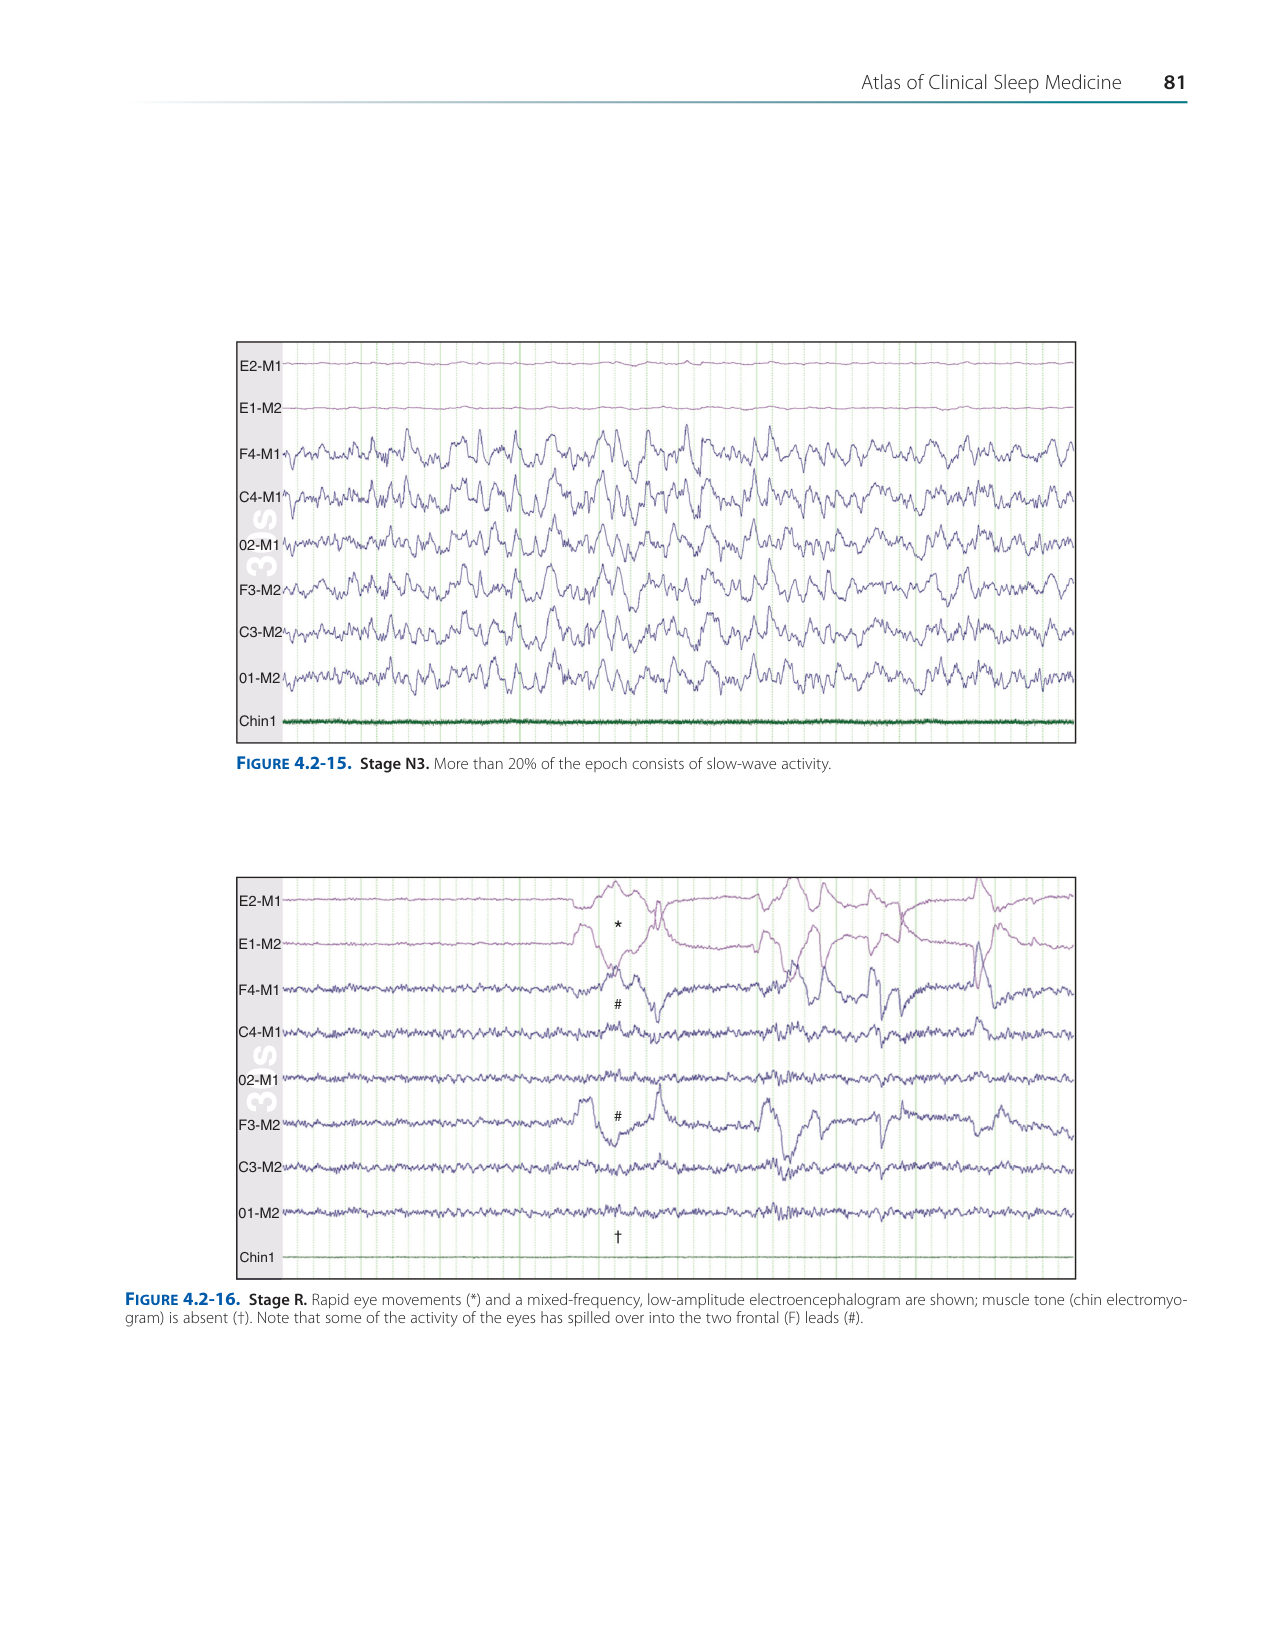 Atlas of Clinical Sleep Medicine 81
E2-M1
E1-M2
F4-M1
C4-M1
02-M1
F3-M2
C3-M2
01-M2
Chin1
30s
FIGURE 4.2-15. Stage N3. More than 20% of the epoch consists of slow-wave activity.
E2-M1
*
E1-M2
F4-M1
#
C4-M1
02-M1
F3-M2
#
C3-M2
01-M2
†
Chin1
30s
FIGURE 4.2-16. Stage R. Rapid eye movements (*) and a mixed-frequency, low-amplitude electroencephalogram are shown; muscle tone (chin electromyo-
gram) is absent (†). Note that some of the activity of the eyes has spilled over into the two frontal (F) leads (#).